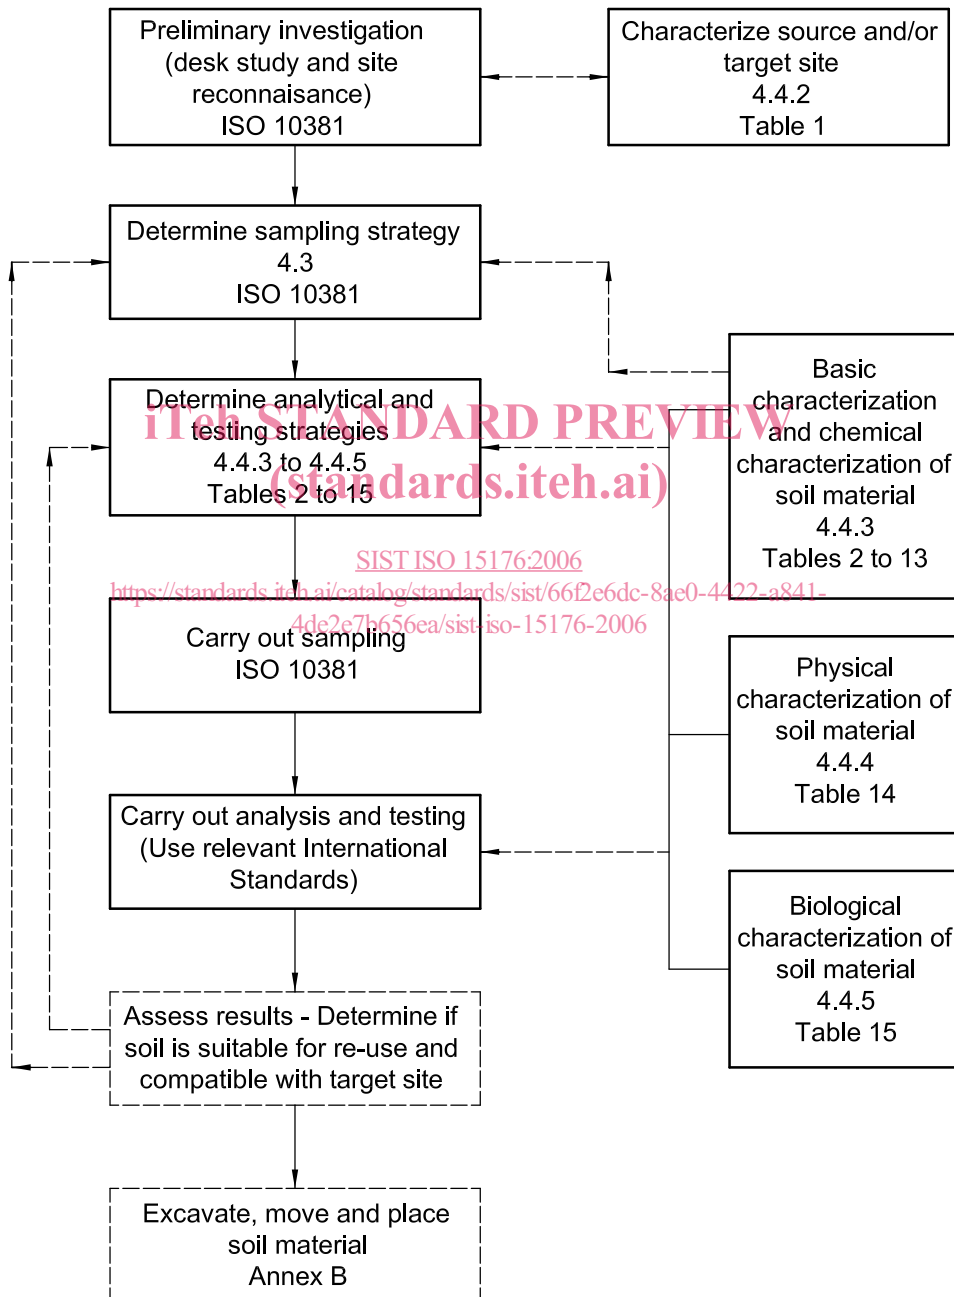 Preliminary investigation
(desk study and site
reconnaisance)
ISO 10381
Characterize source and/or
target site
4.4.2
Table 1
Determine sampling strategy
4.3
ISO 10381
Determine analytical and
testing strategies
4.4.3 to 4.4.5
Tables 2 to 15
iTeh STANDARD PREVIEW
(standards.iteh.ai)
SIST ISO 15176:2006
https://standards.iteh.ai/catalog/standards/sist/66f2e6dc-8ae0-4422-a841-
4de2e7b656ea/sist-iso-15176-2006
Basic
characterization
and chemical
characterization of
soil material
4.4.3
Tables 2 to 13
Carry out sampling
ISO 10381
Physical
characterization of
soil material
4.4.4
Table 14
Carry out analysis and testing
(Use relevant International
Standards)
Biological
characterization of
soil material
4.4.5
Table 15
Assess results - Determine if
soil is suitable for re-use and
compatible with target site
Excavate, move and place
soil material
Annex B